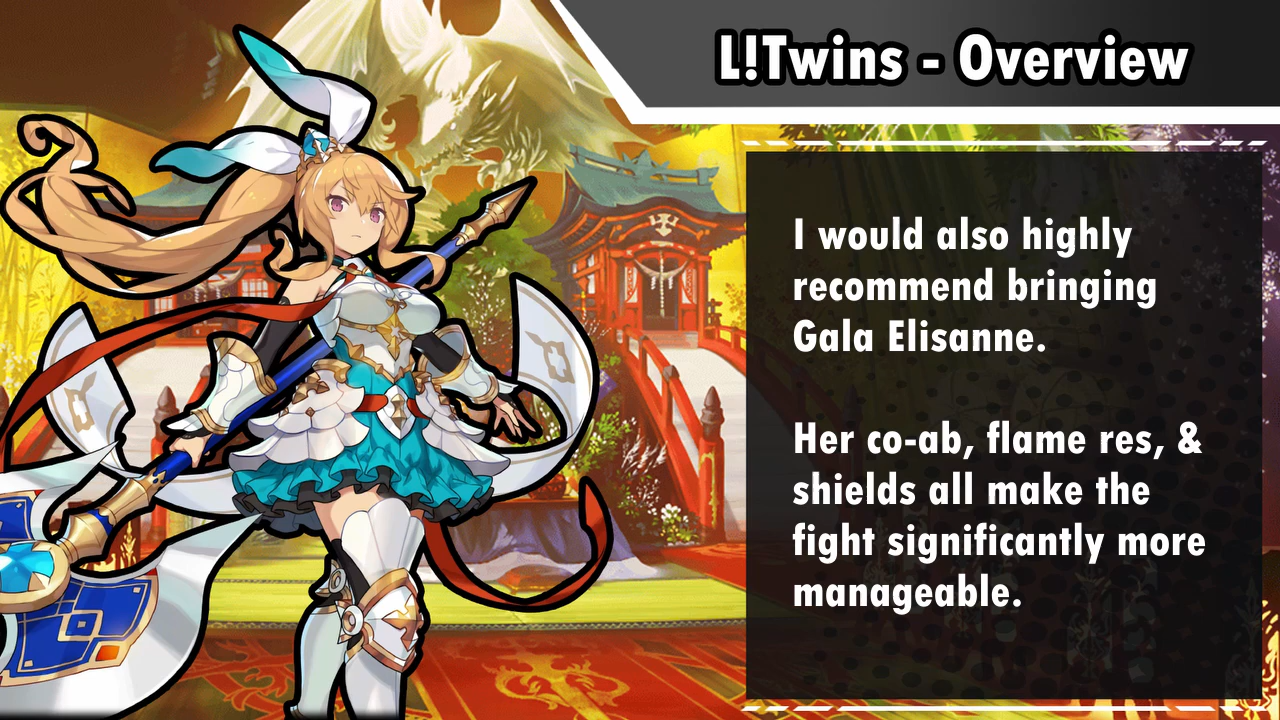 L!Twins - Overview
I would also highly
recommend bringing
Gala Elisanne.
Her co-ab, flame res, &
shields all make the
fight significantly more
manageable.